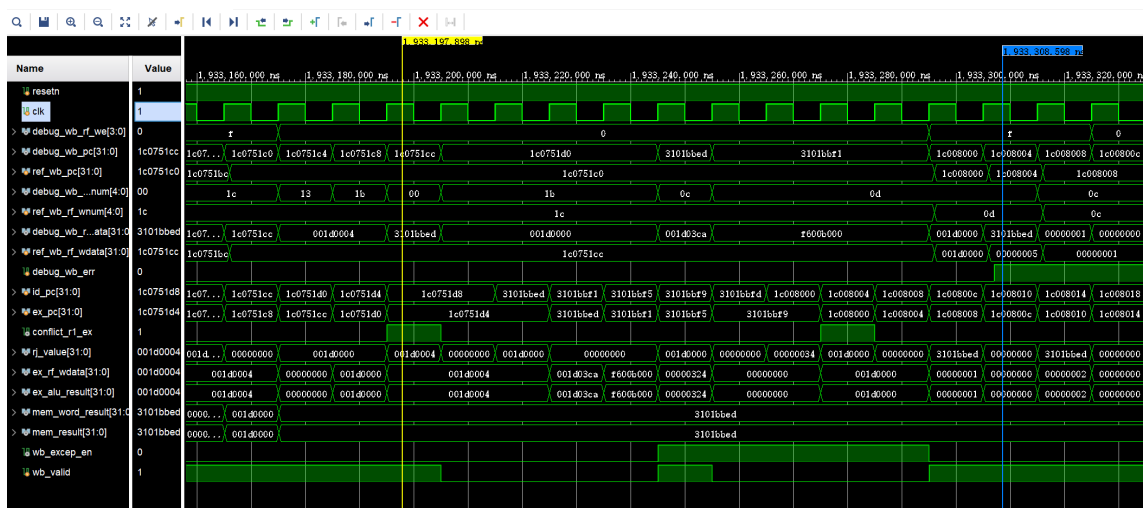 1,933,197.898 ns
1,933,308.598 ns
Name Value 1,933,160.000 ns 1,933,180.000 ns 1,933,200.000 ns 1,933,220.000 ns 1,933,240.000 ns 1,933,260.000 ns 1,933,280.000 ns 1,933,300.000 ns 1,933,320.000 n
resetn 1
clk 1
debug_wb_rf_we[3:0] 0 f 0 f 0
debug_wb_pc[31:0] 1c0751cc 1c07... 1c0751c0 1c0751c4 1c0751c8 1c0751cc 1c0751d0 3101bbed 3101bbf1 1c008000 1c008004 1c008008 1c00800c
ref_wb_pc[31:0] 1c0751c0 1c0751bc 1c0751c0 1c008000 1c008004 1c008008
debug_wb_...num[4:0] 00 1c 13 1b 00 1b 0c 0d 0c
ref_wb_rf_wnum[4:0] 1c 1c 0d 0c
debug_wb_r...ata[31:0 3101bbed 1c07... 1c0751cc 001d0004 3101bbed 001d0000 001d03ca f600b000 001d0000 3101bbed 00000001 00000000
ref_wb_rf_wdata[31:0] 1c0751cc 1c0751bc 1c0751cc 001d0000 00000005 00000001
debug_wb_err 0
id_pc[31:0] 1c0751d8 1c07... 1c0751cc 1c0751d0 1c0751d4 1c0751d8 3101bbed 3101bbf1 3101bbf5 3101bbf9 3101bbfd 1c008000 1c008004 1c008008 1c00800c 1c008010 1c008014 1c008018
ex_pc[31:0] 1c0751d4 1c07... 1c0751c8 1c0751cc 1c0751d0 1c0751d4 3101bbed 3101bbf1 3101bbf5 3101bbf9 1c008000 1c008004 1c008008 1c00800c 1c008010 1c008014
conflict_r1_ex 1
rj_value[31:0] 001d0004 001d... 00000000 001d0000 001d0004 00000000 001d0000 00000000 001d0000 00000000 00000034 001d0000 00000000 3101bbed 00000000 3101bbed 00000000
ex_rf_wdata[31:0] 001d0004 001d0004 00000000 001d0000 001d0004 001d03ca f600b000 00000324 00000000 001d0000 00000001 00000000 00000002 00000000
ex_alu_result[31:0] 001d0004 001d0004 00000000 001d0000 001d0004 001d03ca f600b000 00000324 00000000 001d0000 00000001 00000000 00000002 00000000
mem_word_result[31:0 3101bbed 0000... 001d0000 3101bbed
mem_result[31:0] 3101bbed 0000... 001d0000 3101bbed
wb_excep_en 0
wb_valid 1